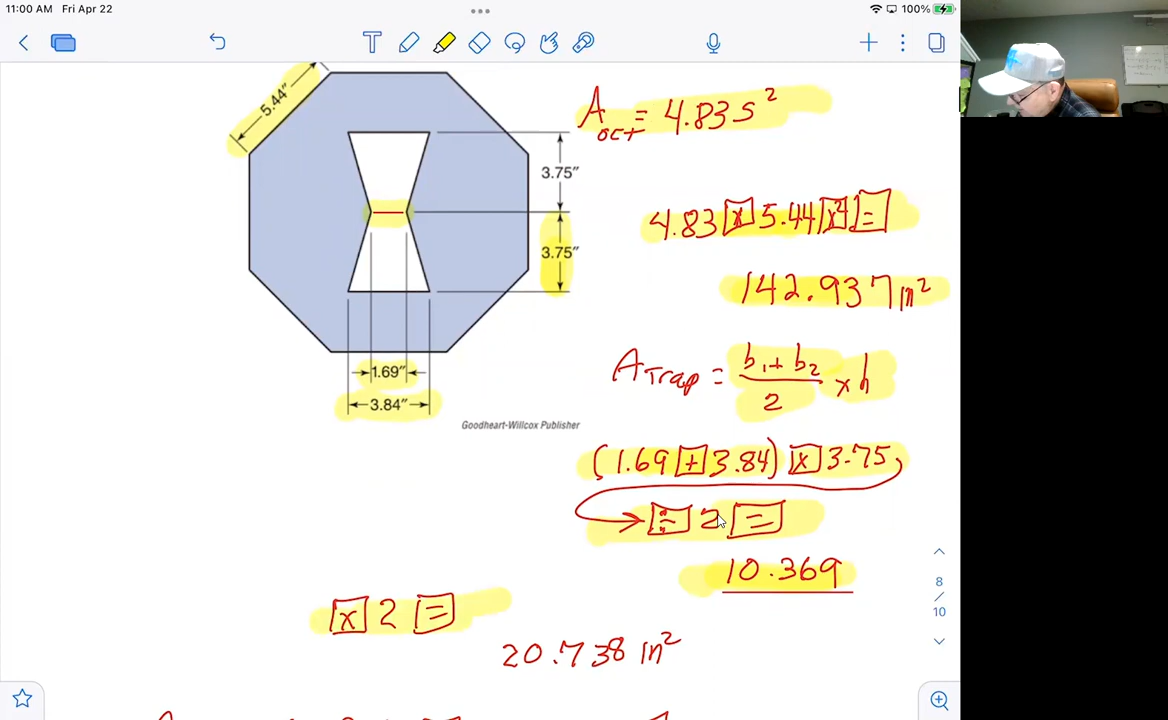 11:00 AM Fri Apr 22
100%
T
5.44"
A oct = 4.83 s²
3.75"
4.83 [x] 5.44 [x²] [=]
3.75"
142.937 in²
1.69"
A Trap = b₁ + b₂ / 2 x h
3.84"
Goodheart-Willcox Publisher
(1.69 [+] 3.84) [x] 3.75
[÷] 2 [=]
10.369
8
/
10
[x] 2 [=]
20.738 in²